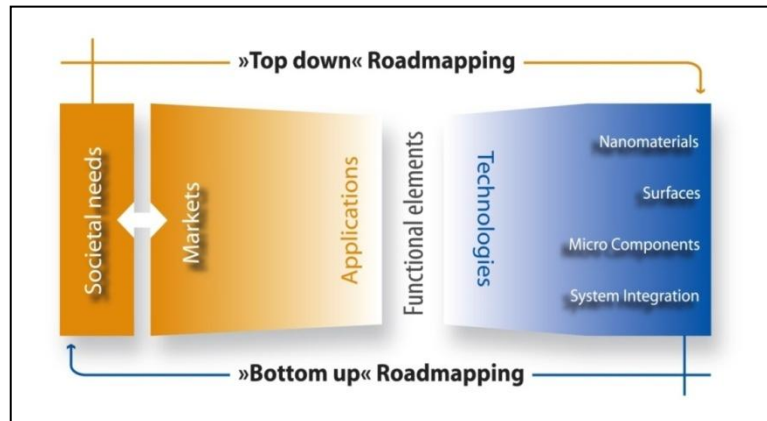 »Top down« Roadmapping
Societal needs
Markets
Applications
Functional elements
Technologies
Nanomaterials
Surfaces
Micro Components
System Integration
»Bottom up« Roadmapping